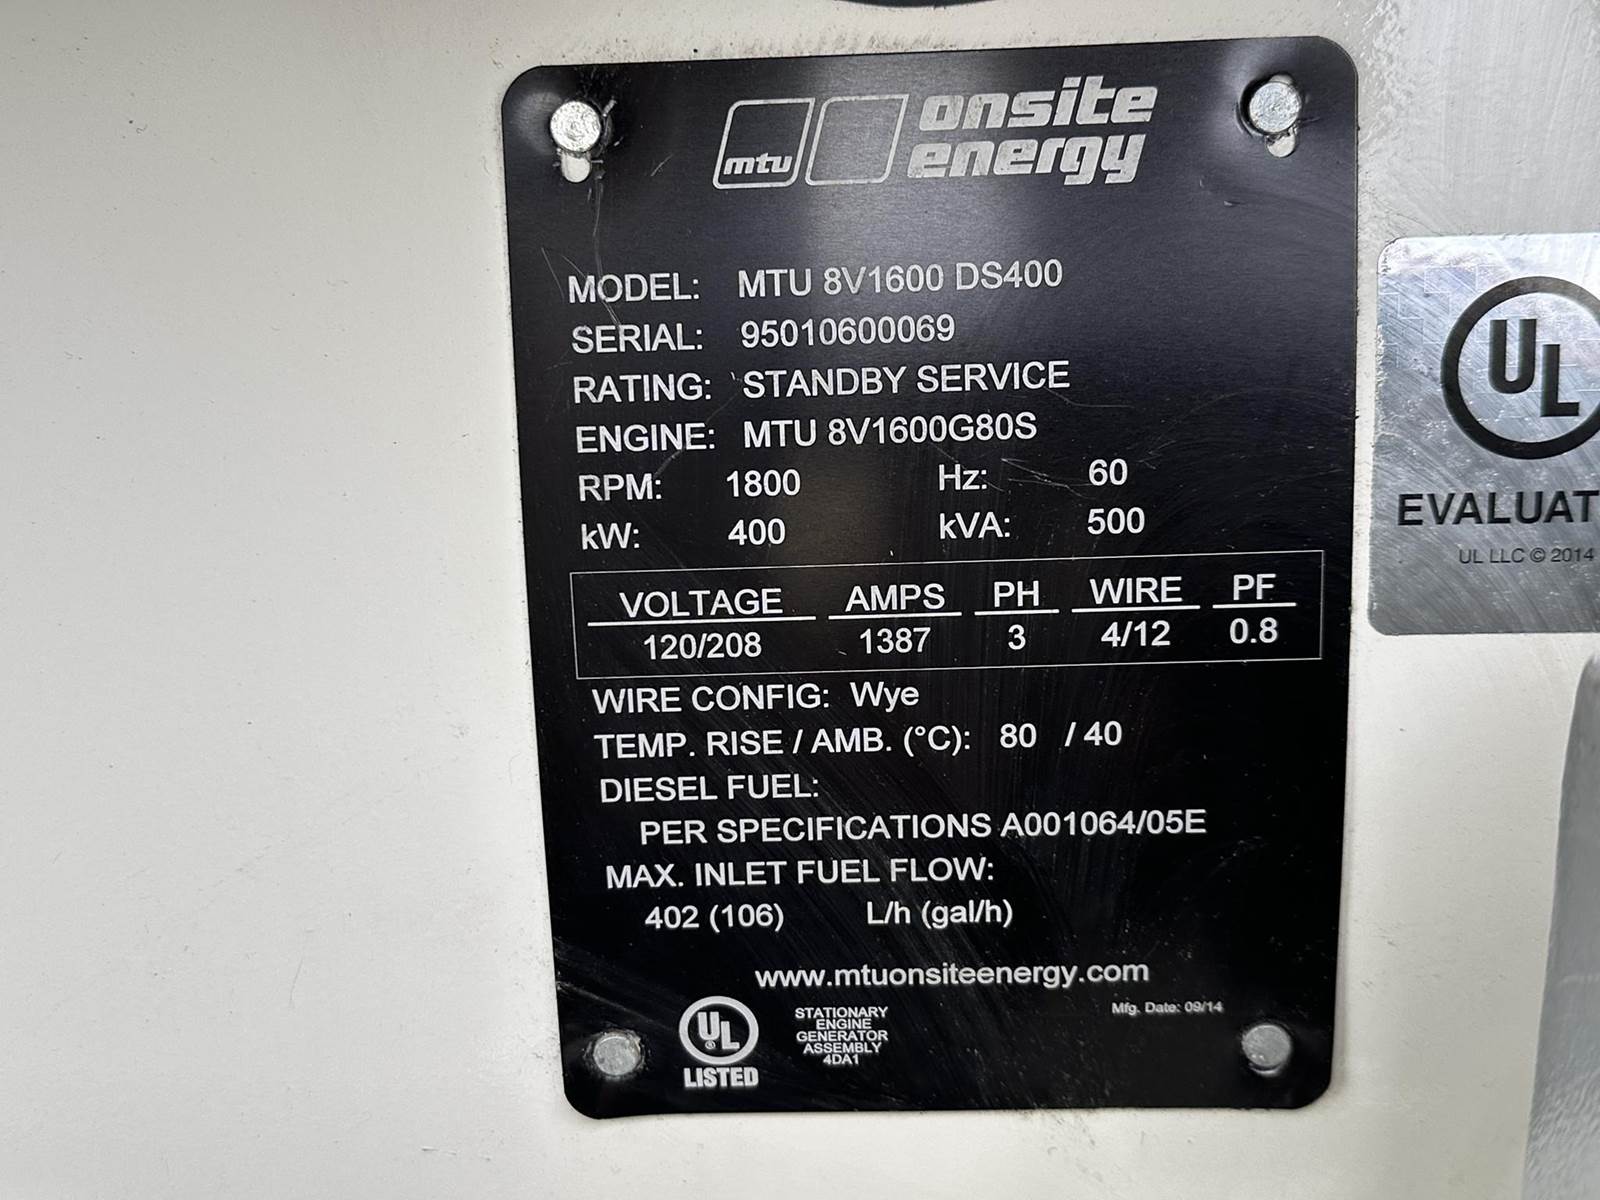 mtu onsite
energy
MODEL: MTU 8V1600 DS400
SERIAL: 95010600069
RATING: STANDBY SERVICE
ENGINE: MTU 8V1600G80S
RPM: 1800 Hz: 60
kW: 400 kVA: 500
VOLTAGE AMPS PH WIRE PF
120/208 1387 3 4/12 0.8
WIRE CONFIG: Wye
TEMP. RISE / AMB. (°C): 80 / 40
DIESEL FUEL:
PER SPECIFICATIONS A001064/05E
MAX. INLET FUEL FLOW:
402 (106) L/h (gal/h)
www.mtuonsiteenergy.com
Mfg. Date: 09/14
UL ®
LISTED
STATIONARY
ENGINE
GENERATOR
ASSEMBLY
4DA1
UL
EVALUAT
UL LLC © 2014